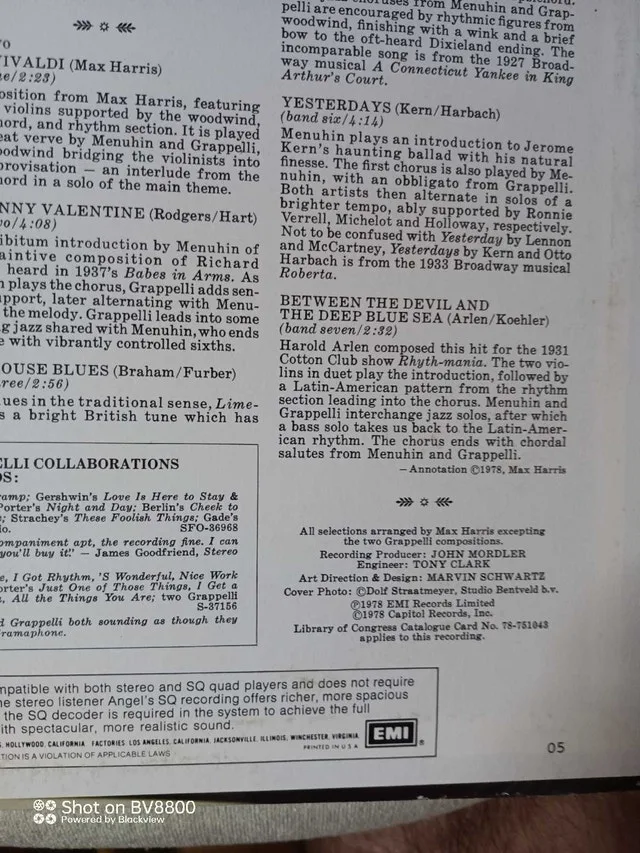 VIVALDI (Max Harris)
/2:23)
position from Max Harris, featuring
violins supported by the woodwind,
and rhythm section. It is played
verve by Menuhin and Grappelli,
woodwind bridging the violinists into
improvisation — an interlude from the
in a solo of the main theme.
VALENTINE (Rodgers/Hart)
/4:08)
introduction by Menuhin of
composition of Richard
heard in 1937's Babes in Arms. As
plays the chorus, Grappelli adds sen-
support, later alternating with Menu-
the melody. Grappelli leads into some
jazz shared with Menuhin, who ends
with vibrantly controlled sixths.
HOUSE BLUES (Braham/Furber)
/2:56)
blues in the traditional sense, Lime-
a bright British tune which has
COLLABORATIONS
Gershwin's Love Is Here to Stay &
Porter's Night and Day; Berlin's Cheek to
Strachey's These Foolish Things; Gade's
SFO-36968
accompaniment apt, the recording fine. I can
you'll buy it!" — James Goodfriend, Stereo
I Got Rhythm, 'S Wonderful, Nice Work
Porter's Just One of Those Things, I Get a
All the Things You Are; two Grappelli
S-37156
Grappelli both sounding as though they
Gramophone.
compatible with both stereo and SQ quad players and does not require
stereo listener Angel's SQ recording offers richer, more spacious
the SQ decoder is required in the system to achieve the full
with spectacular, more realistic sound.
HOLLYWOOD, CALIFORNIA. FACTORIES: LOS ANGELES, CALIFORNIA, JACKSONVILLE, ILLINOIS, WINCHESTER, VIRGINIA.
PRINTED IN U.S.A.
IS A VIOLATION OF APPLICABLE LAWS
EMI
choruses from Menuhin and Grap-
pelli are encouraged by rhythmic figures from
woodwind, finishing with a wink and a brief
bow to the oft-heard Dixieland ending. The
incomparable song is from the 1927 Broad-
way musical A Connecticut Yankee in King
Arthur's Court.
YESTERDAYS (Kern/Harbach)
(band six/4:14)
Menuhin plays an introduction to Jerome
Kern's haunting ballad with his natural
finesse. The first chorus is also played by Me-
nuhin, with an obbligato from Grappelli.
Both artists then alternate in solos of a
brighter tempo, ably supported by Ronnie
Verrell, Michelot and Holloway, respectively.
Not to be confused with Yesterday by Lennon
and McCartney, Yesterdays by Kern and Otto
Harbach is from the 1933 Broadway musical
Roberta.
BETWEEN THE DEVIL AND
THE DEEP BLUE SEA (Arlen/Koehler)
(band seven/2:32)
Harold Arlen composed this hit for the 1931
Cotton Club show Rhyth-mania. The two vio-
lins in duet play the introduction, followed by
a Latin-American pattern from the rhythm
section leading into the chorus. Menuhin and
Grappelli interchange jazz solos, after which
a bass solo takes us back to the Latin-Amer-
ican rhythm. The chorus ends with chordal
salutes from Menuhin and Grappelli.
— Annotation ©1978, Max Harris
All selections arranged by Max Harris excepting
the two Grappelli compositions.
Recording Producer: JOHN MORDLER
Engineer: TONY CLARK
Art Direction & Design: MARVIN SCHWARTZ
Cover Photo: ©Dolf Straatmeyer, Studio Bentveld b.v.
℗1978 EMI Records Limited
©1978 Capitol Records, Inc.
Library of Congress Catalogue Card No. 78-751043
applies to this recording.
05
Shot on BV8800
Powered by Blackview